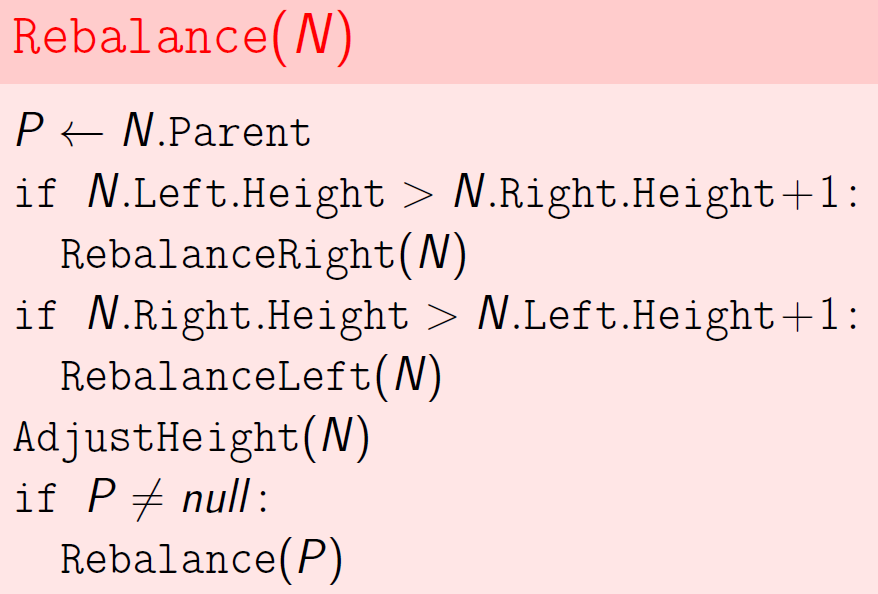 Rebalance(N)
P ← N.Parent
if N.Left.Height > N.Right.Height+1:
RebalanceRight(N)
if N.Right.Height > N.Left.Height+1:
RebalanceLeft(N)
AdjustHeight(N)
if P ≠ null:
Rebalance(P)